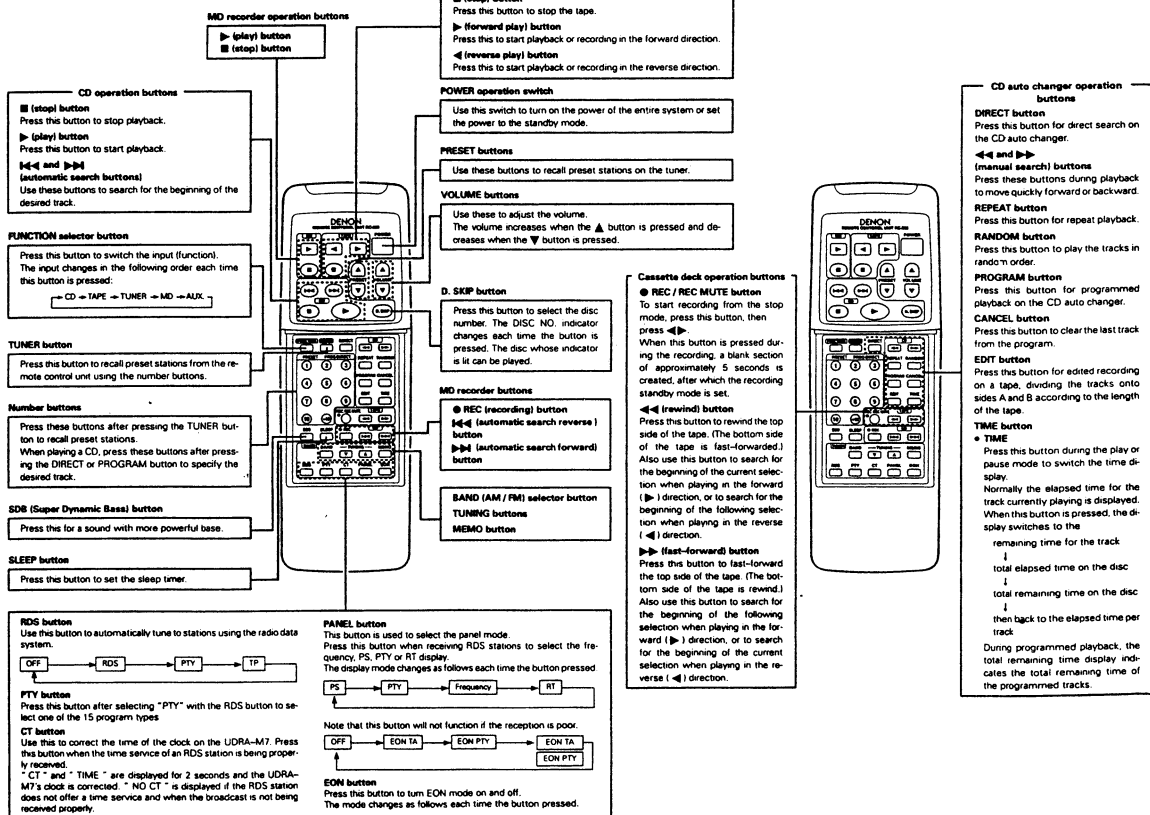 MD recorder operation buttons
▶ (play) button
■ (stop) button
Press this button to stop the tape.
▶ (forward play) button
Press this to start playback or recording in the forward direction.
◀ (reverse play) button
Press this to start playback or recording in the reverse direction.
CD operation buttons
■ (stop) button
Press this button to stop playback.
▶ (play) button
Press this button to start playback.
|◀◀ and ▶▶|
(automatic search buttons)
Use these buttons to search for the beginning of the
desired track.
FUNCTION selector button
Press this button to switch the input (function).
The input changes in the following order each time
this button is pressed:
CD → TAPE → TUNER → MD → AUX
TUNER button
Press this button to recall preset stations from the re-
mote control unit using the number buttons.
Number buttons
Press these buttons after pressing the TUNER but-
ton to recall preset stations.
When playing a CD, press these buttons after press-
ing the DIRECT or PROGRAM button to specify the
desired track.
SDB (Super Dynamic Bass) button
Press this for a sound with more powerful base.
SLEEP button
Press this button to set the sleep timer.
POWER operation switch
Use this switch to turn on the power of the entire system or set
the power to the standby mode.
PRESET buttons
Use these buttons to recall preset stations on the tuner.
VOLUME buttons
Use these to adjust the volume.
The volume increases when the ▲ button is pressed and de-
creases when the ▼ button is pressed.
D. SKIP button
Press this button to select the disc
number. The DISC NO. indicator
changes each time the button is
pressed. The disc whose indicator
is lit can be played.
MD recorder buttons
● REC (recording) button
|◀◀ (automatic search reverse )
button
▶▶| (automatic search forward)
button
BAND (AM / FM) selector button
TUNING buttons
MEMO button
DENON
POWER
D. SKIP
RDS button
Use this button to automatically tune to stations using the radio data
system.
OFF → RDS → PTY → TP
PTY button
Press this button after selecting "PTY" with the RDS button to se-
lect one of the 15 program types
CT button
Use this to correct the time of the clock on the UDRA-M7. Press
this button when the time service of an RDS station is being proper-
ly received.
" CT " and " TIME " are displayed for 2 seconds and the UDRA-
M7's clock is corrected. " NO CT " is displayed if the RDS station
does not offer a time service and when the broadcast is not being
received properly.
PANEL button
This button is used to select the panel mode.
Press this button when receiving RDS stations to select the fre-
quency, PS, PTY or RT display.
The display mode changes as follows each time the button pressed.
PS → PTY → Frequency → RT
Note that this button will not function if the reception is poor.
OFF → EON TA → EON PTY → EON TA
EON PTY
EON button
Press this button to turn EON mode on and off.
The mode changes as follows each time the button pressed.
Cassette deck operation buttons
● REC / REC MUTE button
To start recording from the stop
mode, press this button, then
press ◀▶.
When this button is pressed dur-
ing the recording, a blank section
of approximately 5 seconds is
created, after which the recording
standby mode is set.
◀◀ (rewind) button
Press this button to rewind the top
side of the tape. (The bottom side
of the tape is fast-forwarded.)
Also use this button to search for
the beginning of the current selec-
tion when playing in the forward
( ▶ ) direction, or to search for the
beginning of the following selec-
tion when playing in the reverse
( ◀ ) direction.
▶▶ (fast-forward) button
Press this button to fast-forward
the top side of the tape. (The bot-
tom side of the tape is rewind.)
Also use this button to search for
the beginning of the following
selection when playing in the for-
ward ( ▶ ) direction, or to search
for the beginning of the current
selection when playing in the re-
verse ( ◀ ) direction.
DENON
POWER
D. SKIP
CD auto changer operation
buttons
DIRECT button
Press this button for direct search on
the CD auto changer.
◀◀ and ▶▶
(manual search) buttons
Press these buttons during playback
to move quickly forward or backward.
REPEAT button
Press this button for repeat playback.
RANDOM button
Press this button to play the tracks in
random order.
PROGRAM button
Press this button for programmed
playback on the CD auto changer.
CANCEL button
Press this button to clear the last track
from the program.
EDIT button
Press this button for edited recording
on a tape, dividing the tracks onto
sides A and B according to the length
of the tape.
TIME button
● TIME
Press this button during the play or
pause mode to switch the time di-
splay.
Normally the elapsed time for the
track currently playing is displayed.
When this button is pressed, the di-
splay switches to the
remaining time for the track
↓
total elapsed time on the disc
↓
total remaining time on the disc
↓
then back to the elapsed time per
track
During programmed playback, the
total remaining time display indi-
cates the total remaining time of
the programmed tracks.